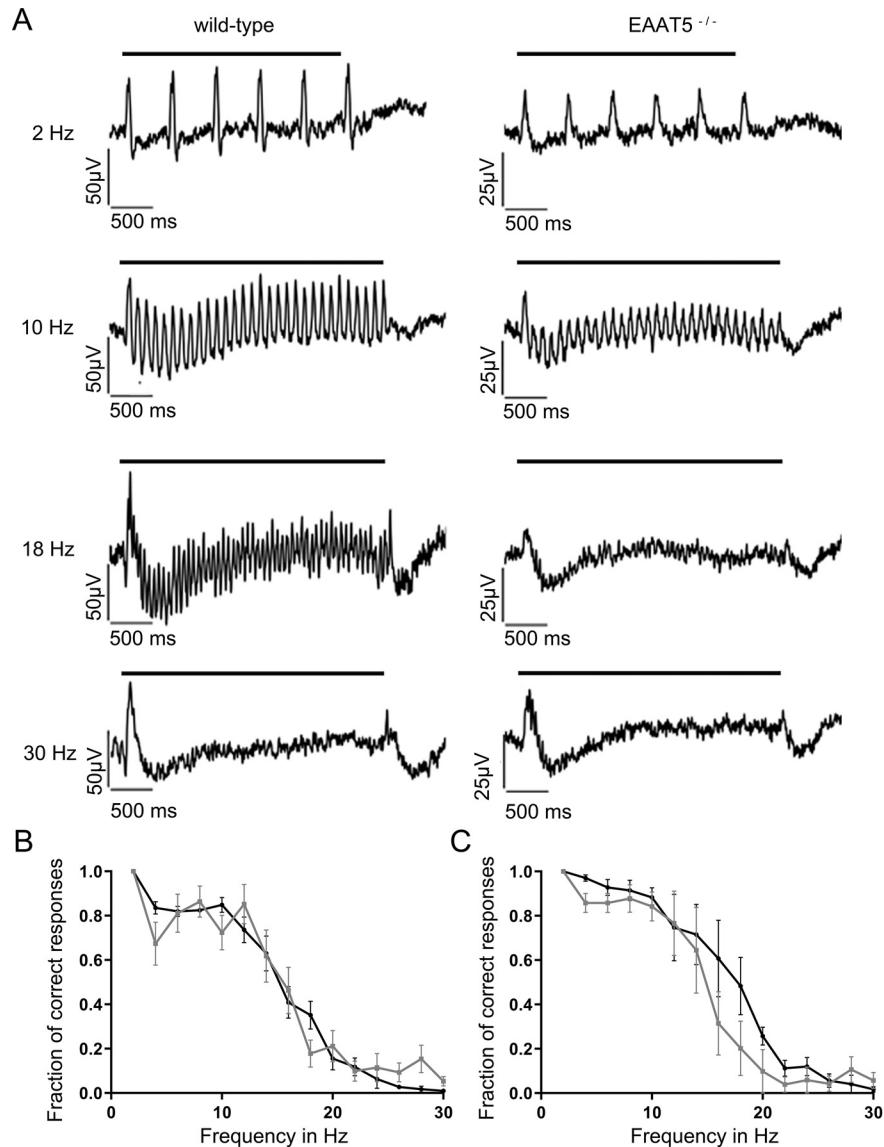 A
wild-type
EAAT5 -/-
2 Hz
50µV
500 ms
25µV
500 ms
10 Hz
50µV
500 ms
25µV
500 ms
18 Hz
50µV
500 ms
25µV
500 ms
30 Hz
50µV
500 ms
25µV
500 ms
B
Fraction of correct responses
1.0
0.8
0.6
0.4
0.2
0.0
0 10 20 30
Frequency in Hz
C
Fraction of correct responses
1.0
0.8
0.6
0.4
0.2
0.0
0 10 20 30
Frequency in Hz